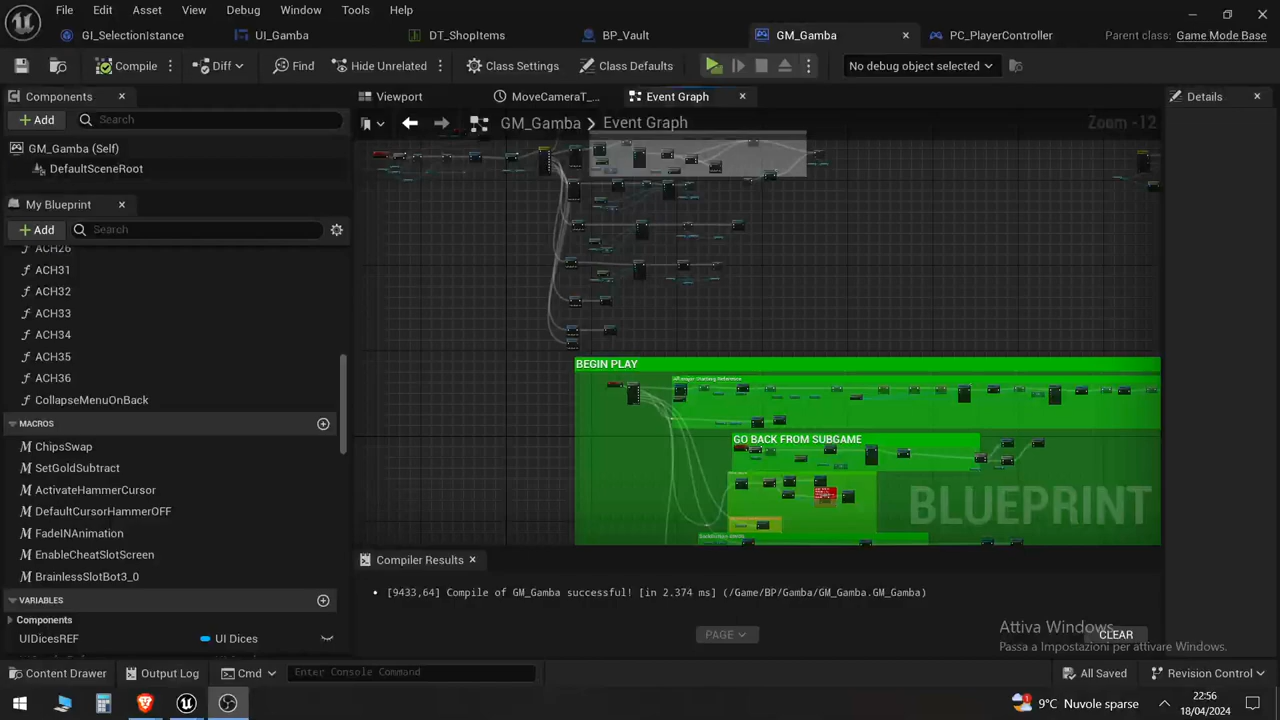 File Edit Asset View Debug Window Tools Help
GI_SelectionIstance UI_Gamba DT_ShopItems BP_Vault GM_Gamba PC_PlayerController Parent class: Game Mode Base
Compile Diff Find Hide Unrelated Class Settings Class Defaults No debug object selected
Components Viewport MoveCameraT_... Event Graph Details
Add Search GM_Gamba > Event Graph Zoom -12
GM_Gamba (Self)
DefaultSceneRoot
My Blueprint
Add Search
ACH26
ACH31
ACH32
ACH33
ACH34
ACH35
ACH36
CollapseMenuOnBack
MACROS
ChipsSwap
SetGoldSubtract
ActivateHammerCursor
DefaultCursorHammerOFF
FadeINAnimation
EnableCheatSlotScreen
BrainlessSlotBot3_0
VARIABLES
Components
UIDicesREF UI Dices
BEGIN PLAY
GO BACK FROM SUBGAME
BLUEPRINT
Compiler Results
[9433,64] Compile of GM_Gamba successful! [in 2.374 ms] (/Game/BP/Gamba/GM_Gamba.GM_Gamba)
PAGE
CLEAR
Attiva Windows
Passa a Impostazioni per attivare Windows.
Content Drawer Output Log Cmd Enter Console Command All Saved Revision Control
1 9°C Nuvole sparse 22:56
18/04/2024